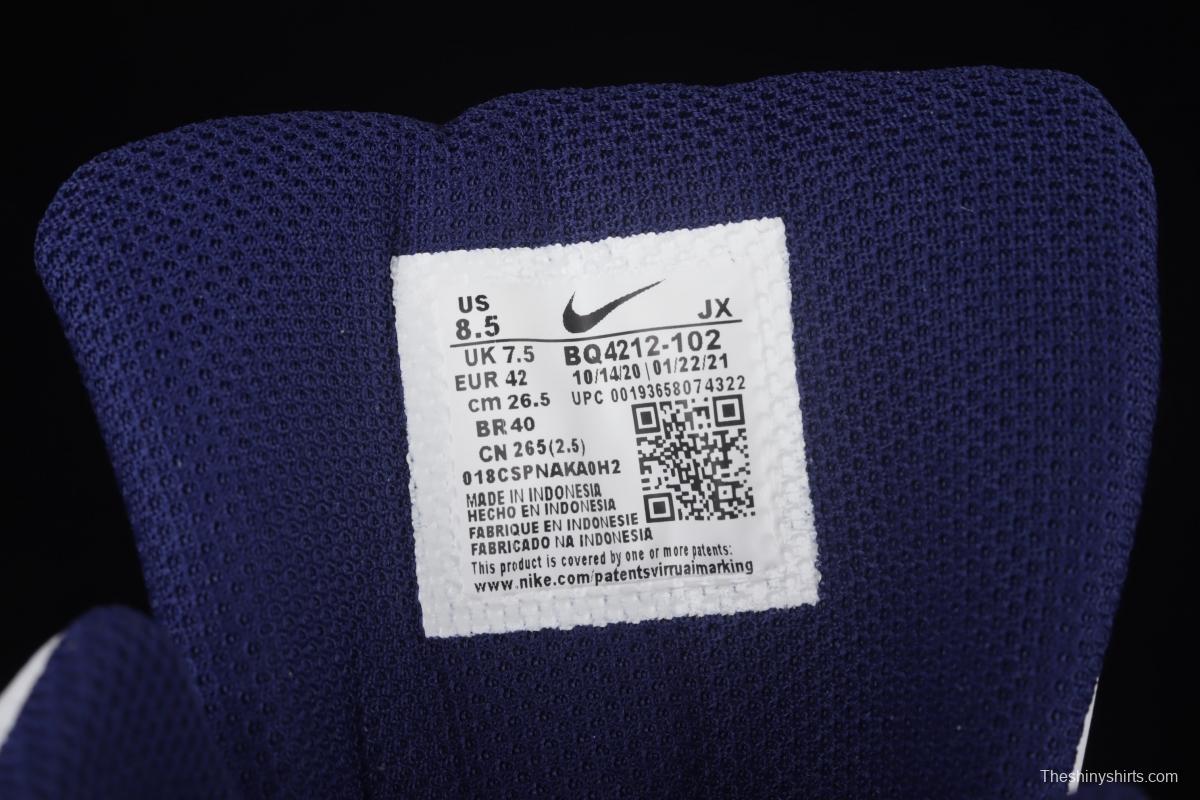 US
8.5
JX
UK 7.5
BQ4212-102
EUR 42
10/14/20 | 01/22/21
cm 26.5
UPC 00193658074322
BR 40
CN 265(2.5)
018CSPNAKA0H2
MADE IN INDONESIA
HECHO EN INDONESIA
FABRIQUE EN INDONESIE
FABRICADO NA INDONESIA
This product is covered by one or more patents:
www.nike.com/patentsvirruaimarking
Theshinyshirts.com